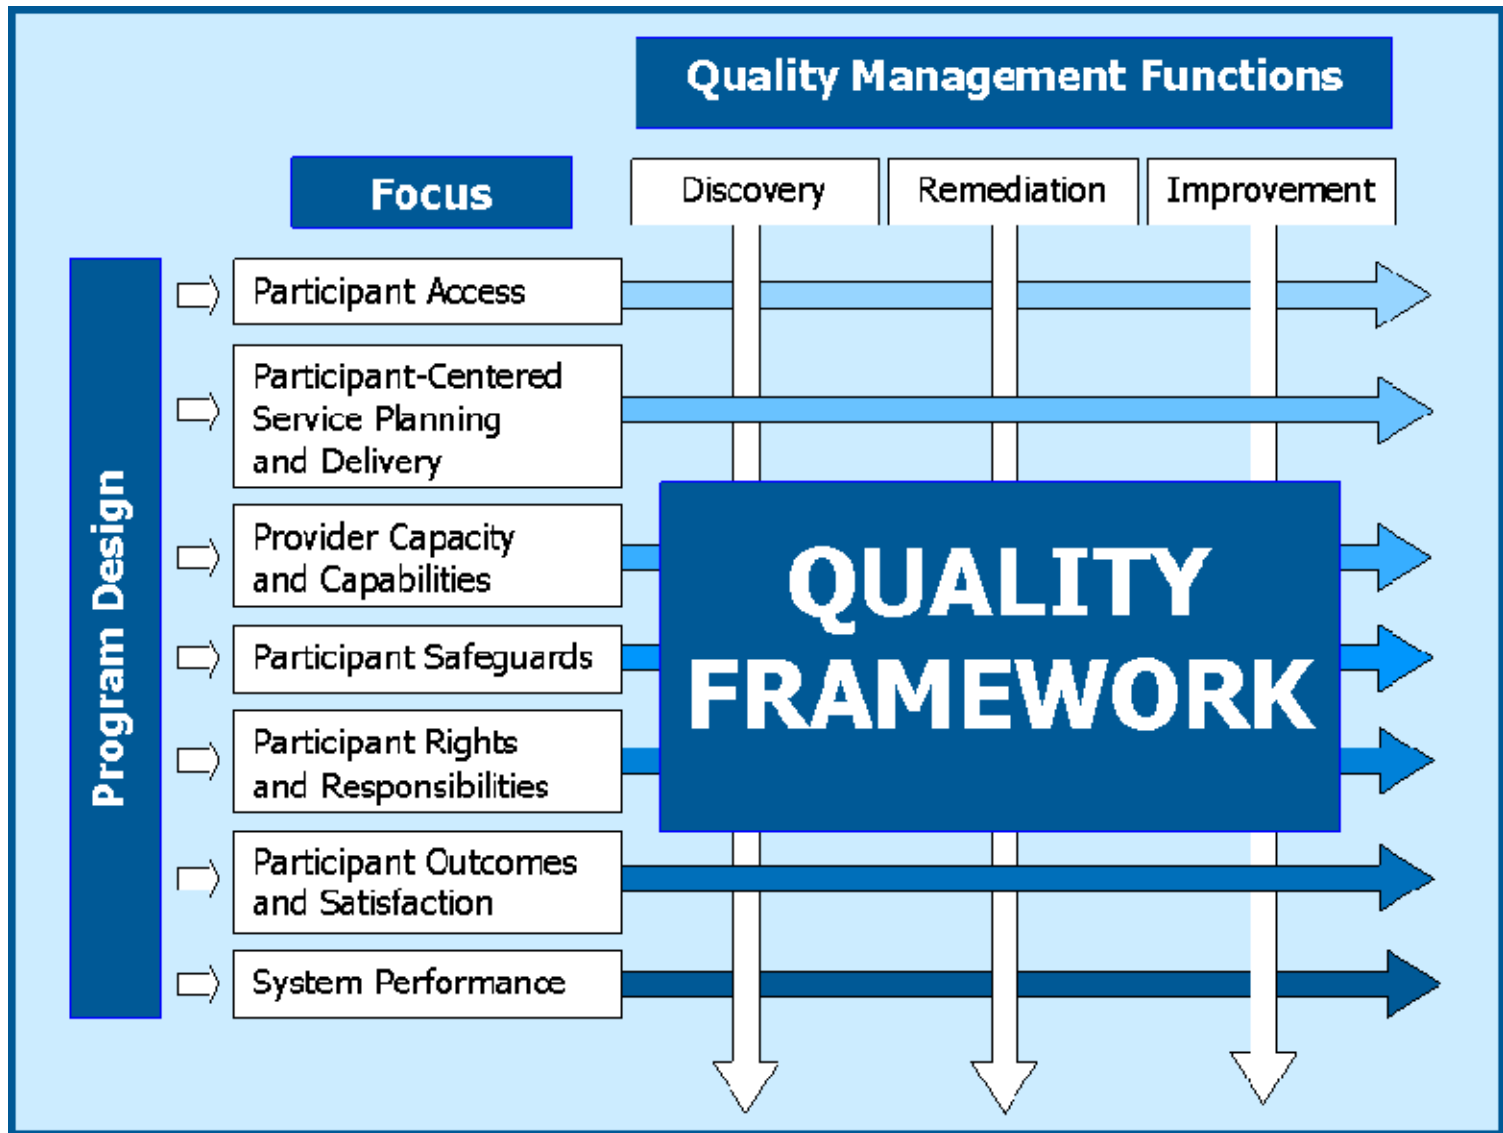 Quality Management Functions
Focus
Discovery
Remediation
Improvement
Program Design
Participant Access
Participant-Centered
Service Planning
and Delivery
Provider Capacity
and Capabilities
Participant Safeguards
Participant Rights
and Responsibilities
Participant Outcomes
and Satisfaction
System Performance
QUALITY
FRAMEWORK